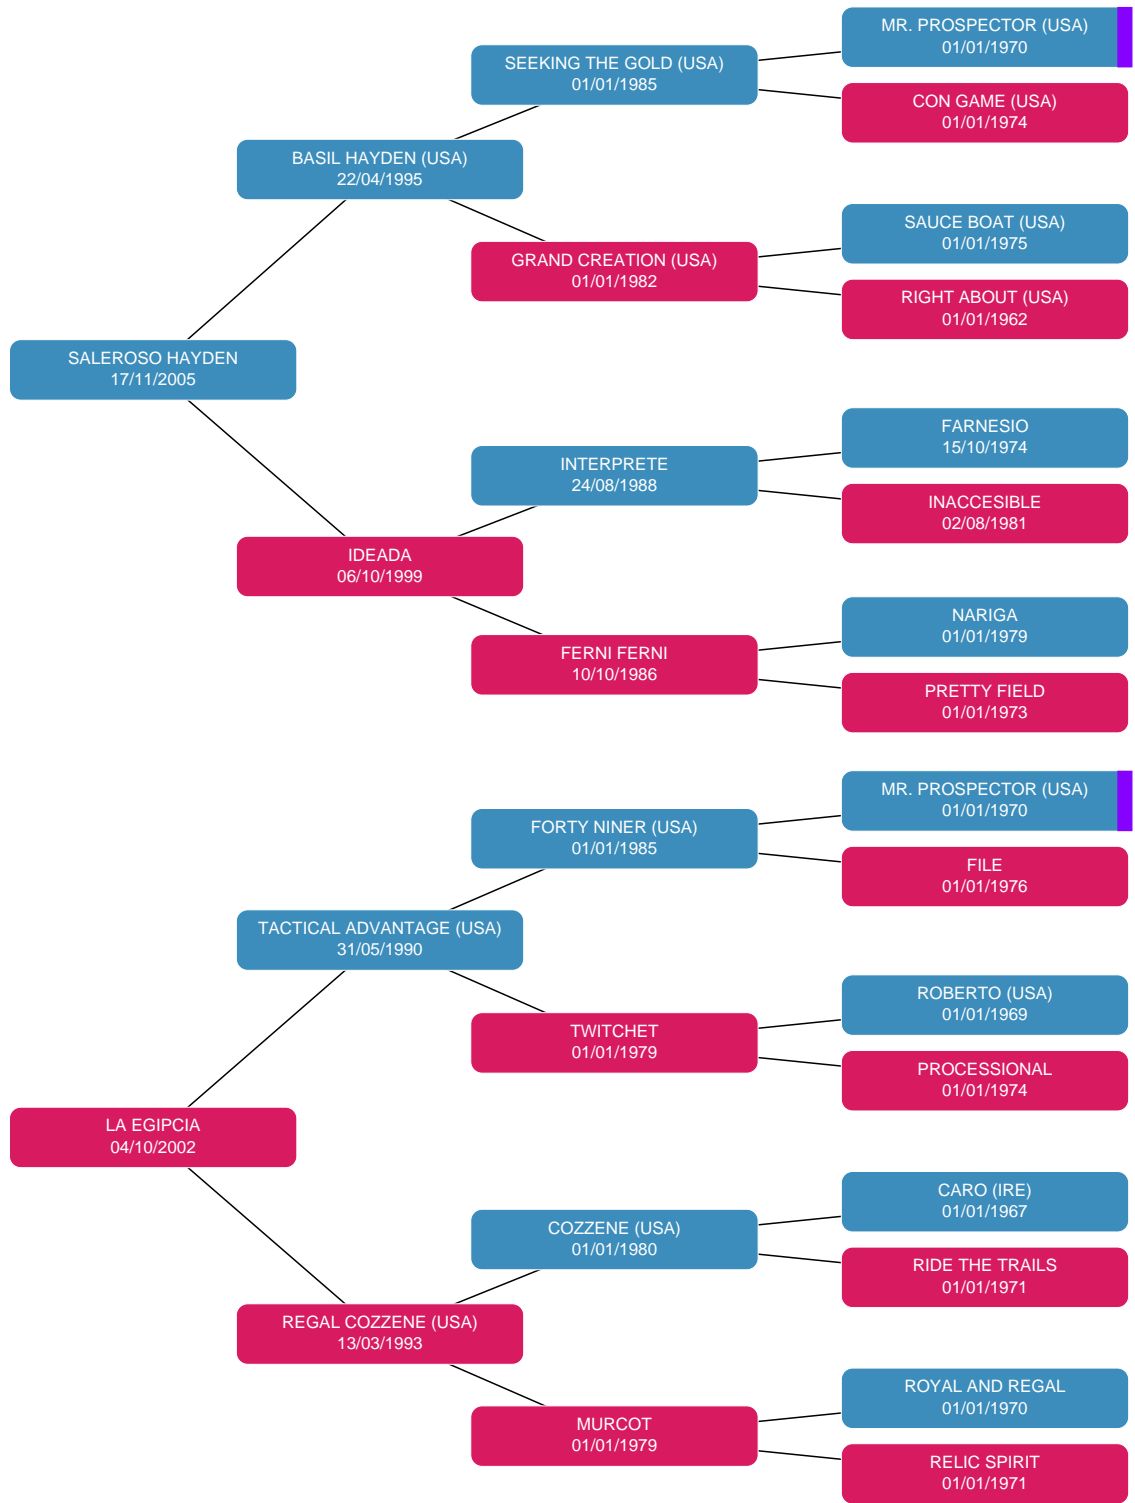 MR. PROSPECTOR (USA)
01/01/1970
SEEKING THE GOLD (USA)
01/01/1985
CON GAME (USA)
01/01/1974
BASIL HAYDEN (USA)
22/04/1995
SAUCE BOAT (USA)
01/01/1975
GRAND CREATION (USA)
01/01/1982
RIGHT ABOUT (USA)
01/01/1962
SALEROSO HAYDEN
17/11/2005
FARNESIO
15/10/1974
INTERPRETE
24/08/1988
INACCESIBLE
02/08/1981
IDEADA
06/10/1999
NARIGA
01/01/1979
FERNI FERNI
10/10/1986
PRETTY FIELD
01/01/1973
MR. PROSPECTOR (USA)
01/01/1970
FORTY NINER (USA)
01/01/1985
FILE
01/01/1976
TACTICAL ADVANTAGE (USA)
31/05/1990
ROBERTO (USA)
01/01/1969
TWITCHET
01/01/1979
PROCESSIONAL
01/01/1974
LA EGIPCIA
04/10/2002
CARO (IRE)
01/01/1967
COZZENE (USA)
01/01/1980
RIDE THE TRAILS
01/01/1971
REGAL COZZENE (USA)
13/03/1993
ROYAL AND REGAL
01/01/1970
MURCOT
01/01/1979
RELIC SPIRIT
01/01/1971